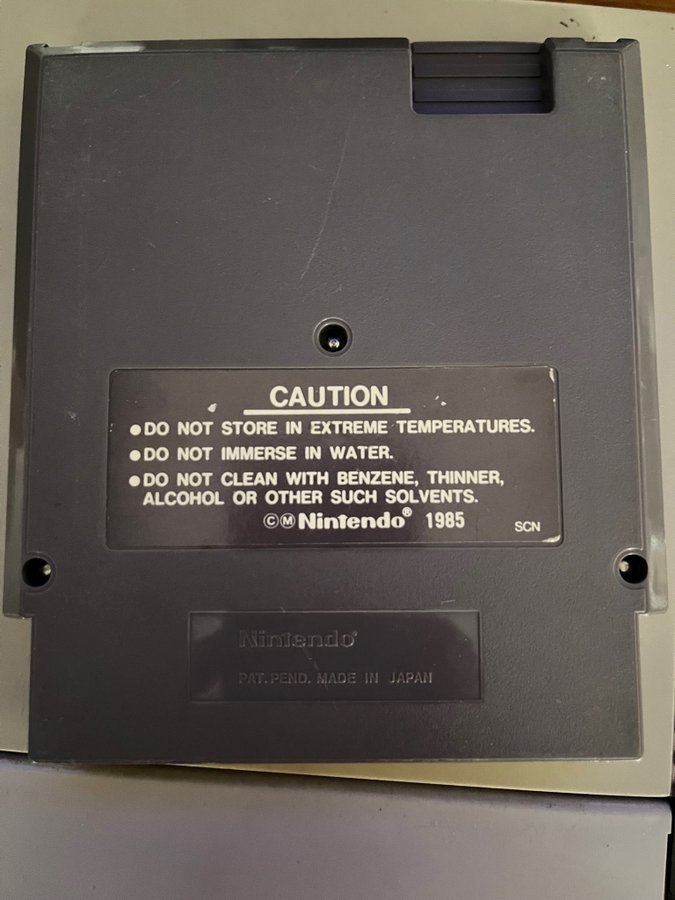 CAUTION
●DO NOT STORE IN EXTREME TEMPERATURES.
●DO NOT IMMERSE IN WATER.
●DO NOT CLEAN WITH BENZENE, THINNER,
ALCOHOL OR OTHER SUCH SOLVENTS.
ⒸⓂNintendo® 1985 SCN
Nintendo®
PAT. PEND. MADE IN JAPAN